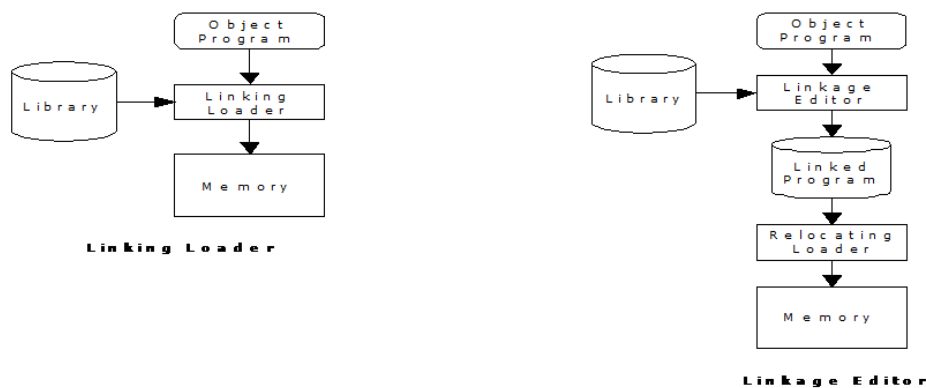 Object
Program
Library
Linking
Loader
Memory
Linking Loader
Object
Program
Library
Linkage
Editor
Linked
Program
Relocating
Loader
Memory
Linkage Editor